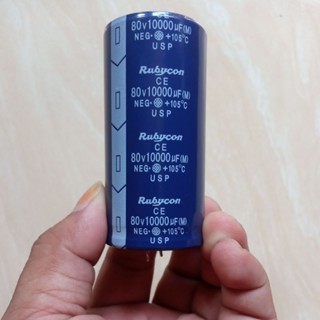 80V10000µF(M)
NEG- +105°C
USP
Rubycon
CE
80V10000µF(M)
NEG- +105°C
USP
Rubycon
CE
80V10000µF(M)
NEG- +105°C
USP
Rubycon
CE
80V10000µF(M)
NEG- +105°C
USP